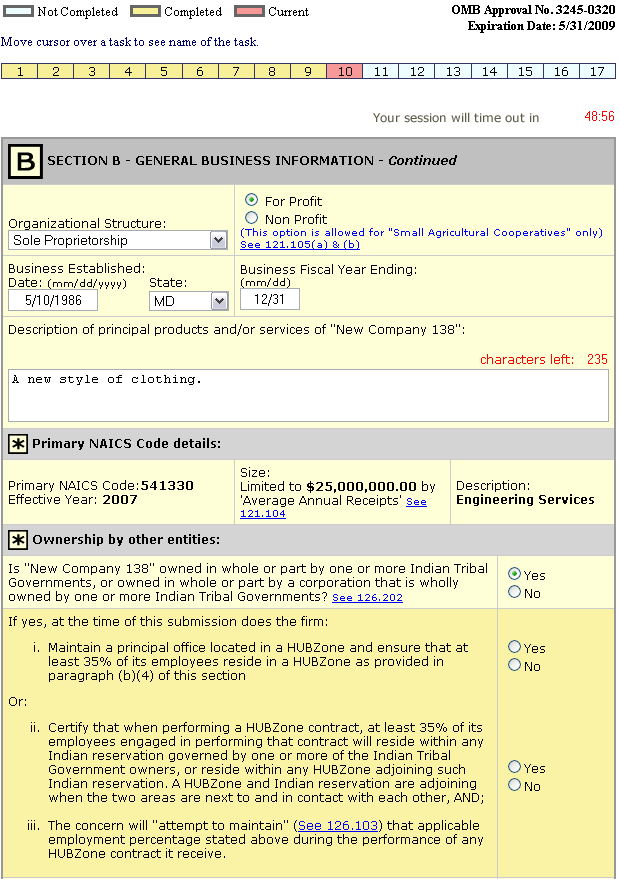 Not Completed Completed Current
OMB Approval No. 3245-0320
Expiration Date: 5/31/2009
Move cursor over a task to see name of the task.
1 2 3 4 5 6 7 8 9 10 11 12 13 14 15 16 17
Your session will time out in 48:56
B SECTION B - GENERAL BUSINESS INFORMATION - Continued
Organizational Structure:
Sole Proprietorship
For Profit
Non Profit
(This option is allowed for "Small Agricultural Cooperatives" only)
See 121.105(a) & (b)
Business Established:
Date: (mm/dd/yyyy) State:
5/10/1986 MD
Business Fiscal Year Ending:
(mm/dd)
12/31
Description of principal products and/or services of "New Company 138":
characters left: 235
A new style of clothing.
* Primary NAICS Code details:
Primary NAICS Code:541330
Effective Year: 2007
Size:
Limited to $25,000,000.00 by
'Average Annual Receipts' See
121.104
Description:
Engineering Services
* Ownership by other entities:
Is "New Company 138" owned in whole or part by one or more Indian Tribal
Governments, or owned in whole or part by a corporation that is wholly
owned by one or more Indian Tribal Governments? See 126.202
Yes
No
If yes, at the time of this submission does the firm:
i. Maintain a principal office located in a HUBZone and ensure that at
least 35% of its employees reside in a HUBZone as provided in
paragraph (b)(4) of this section
Yes
No
Or:
ii. Certify that when performing a HUBZone contract, at least 35% of its
employees engaged in performing that contract will reside within any
Indian reservation governed by one or more of the Indian Tribal
Government owners, or reside within any HUBZone adjoining such
Indian reservation. A HUBZone and Indian reservation are adjoining
when the two areas are next to and in contact with each other, AND;
Yes
No
iii. The concern will "attempt to maintain" (See 126.103) that applicable
employment percentage stated above during the performance of any
HUBZone contract it receive.